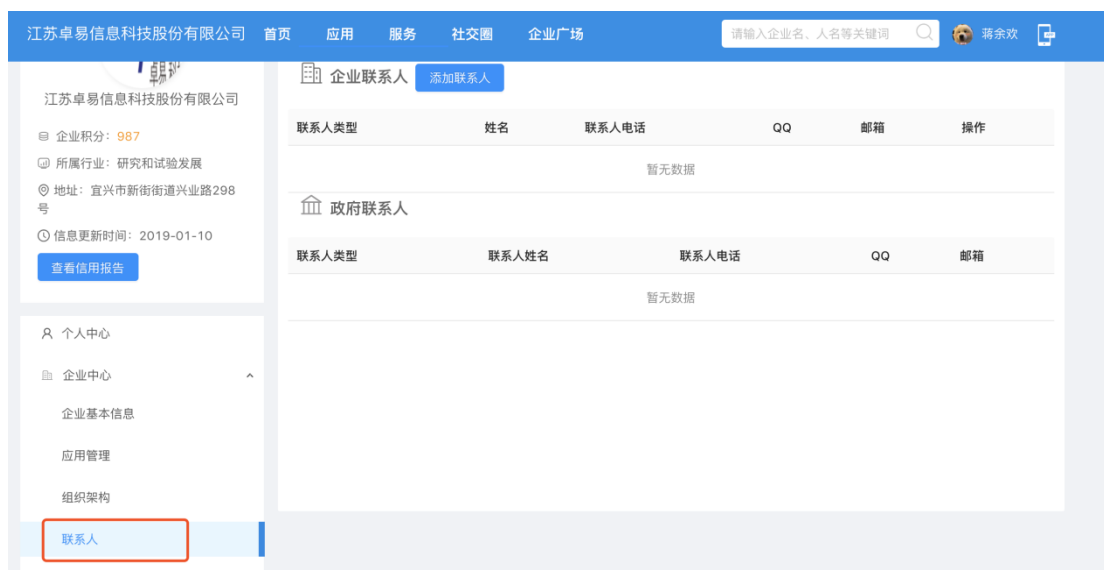 江苏卓易信息科技股份有限公司 首页 应用 服务 社交圈 企业广场 请输入企业名、人名等关键词 蒋余欢
江苏卓易信息科技股份有限公司
企业积分：987
所属行业：研究和试验发展
地址：宜兴市新街街道兴业路298
号
信息更新时间：2019-01-10
查看信用报告
个人中心
企业中心
企业基本信息
应用管理
组织架构
联系人
企业联系人 添加联系人
联系人类型 姓名 联系人电话 QQ 邮箱 操作
暂无数据
政府联系人
联系人类型 联系人姓名 联系人电话 QQ 邮箱
暂无数据